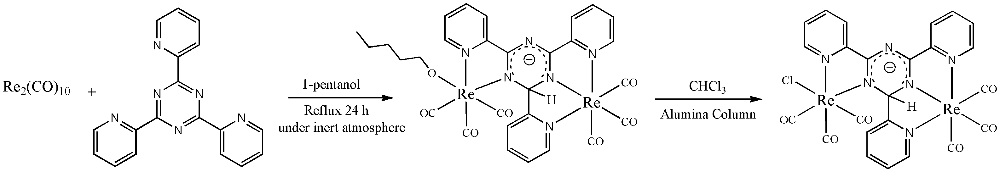 Re2(CO)10
+
N
N
N
N
N
N
1-pentanol
Reflux 24 h
under inert atmosphere
O
N
N
N
N
N
N
Re
Re
H
OC
CO
CO
CO
CO
CO
CHCl3
Alumina Column
Cl
N
N
N
N
N
N
Re
Re
H
OC
CO
CO
CO
CO
CO